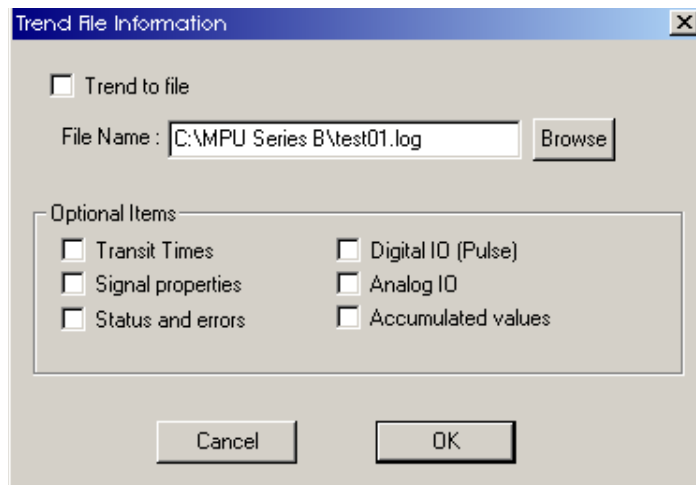 Trend File Information
Trend to file
File Name : C:\MPU Series B\test01.log Browse
Optional Items
Transit Times Digital IO (Pulse)
Signal properties Analog IO
Status and errors Accumulated values
Cancel OK